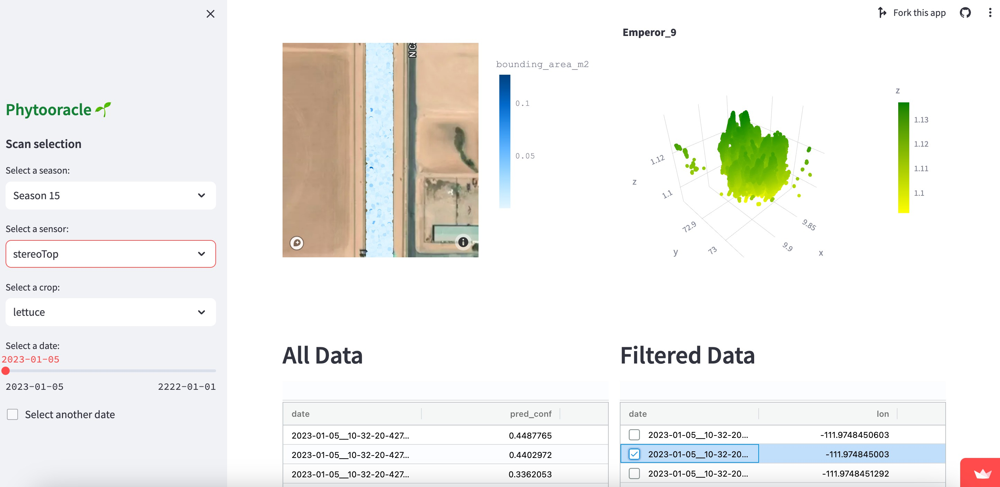 Fork this app
Phytooracle
Scan selection
Select a season:
Season 15
Select a sensor:
stereoTop
Select a crop:
lettuce
Select a date:
2023-01-05
2023-01-05 2222-01-01
Select another date
N C
bounding_area_m2
0.1
0.05
Emperor_9
z
1.13
1.12
1.11
1.1
1.12
z
1.1
72.9
y
73
9.85
9.9
x
All Data
date pred_conf
2023-01-05__10-32-20-427... 0.4487765
2023-01-05__10-32-20-427... 0.4402972
2023-01-05__10-32-20-427... 0.3362053
Filtered Data
date lon
2023-01-05__10-32-20... -111.9748450603
2023-01-05__10-32-20... -111.974845003
2023-01-05__10-32-20... -111.9748451292